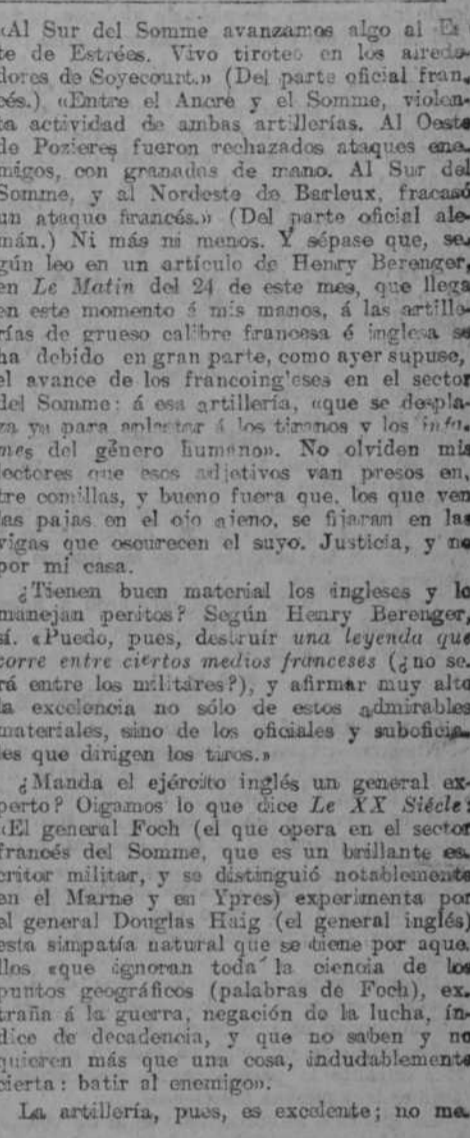 «Al Sur del Somme avanzamos algo al Es
te de Estrées. Vivo tiroteo en los alrede-
dores de Soyecourt.» (Del parte oficial fran-
cés.) «Entre el Ancre y el Somme, violen-
ta actividad de ambas artillerías. Al Oeste
de Pozieres fueron rechazados ataques ene-
migos, con granadas de mano. Al Sur del
Somme, y al Nordeste de Barleux, fracasó
un ataque francés.» (Del parte oficial ale-
mán.) Ni más ni menos. Y sépase que, se-
gún leo en un artículo de Henry Berenger,
en Le Matin del 24 de este mes, que llega
en este momento á mis manos, á las artille-
rías de grueso calibre francesa é inglesa se
ha debido en gran parte, como ayer supuse,
el avance de los francoingleses en el sector
del Somme: á esa artillería, «que se despla-
za ya para aplastar á los tiranos y los infa-
mes del género humano». No olviden mis
lectores que esos adjetivos van presos en-
tre comillas, y bueno fuera que, los que ven
las pajas en el ojo ajeno, se fijaran en las
vigas que oscurecen el suyo. Justicia, y no
por mi casa.
¿Tienen buen material los ingleses y lo
manejan peritos? Según Henry Berenger,
sí. «Puedo, pues, destruír una leyenda que
corre entre ciertos medios franceses (¿no se-
rá entre los militares?), y afirmar muy alto
la excelencia no sólo de estos admirables
materiales, sino de los oficiales y suboficia-
les que dirigen los tiros.»
¿Manda el ejército inglés un general ex-
perto? Oigamos lo que dice Le XX Siécle:
«El general Foch (el que opera en el sector
francés del Somme, que es un brillante es-
critor militar, y se distinguió notablemente
en el Marne y en Ypres) experimenta por
el general Douglas Haig (el general inglés)
esta simpatía natural que se tiene por aque-
llos «que ignoran toda la ciencia de los
puntos geográficos (palabras de Foch), ex-
traña á la guerra, negación de la lucha, ín-
dice de decadencia, y que no saben y no
quieren más que una cosa, indudablemente
cierta: batir al enemigo».
La artillería, pues, es excelente; no me-